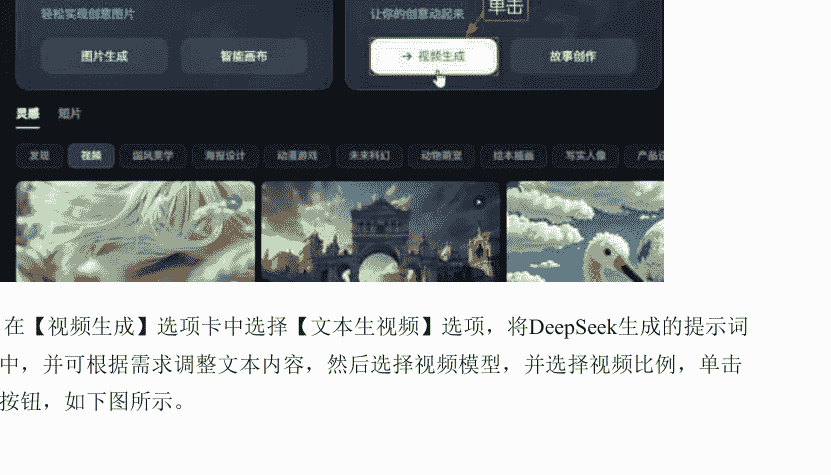 单击
轻松实现创意图片 让你的创意动起来
图片生成 智能画布 → 视频生成 故事创作
灵感 短片
发现 视频 国风美学 海报设计 动漫游戏 未来科幻 动物萌宠 绘本插画 写实人像 产品设
在【视频生成】选项卡中选择【文本生视频】选项，将DeepSeek生成的提示词
中，并可根据需求调整文本内容，然后选择视频模型，并选择视频比例，单击
按钮，如下图所示。